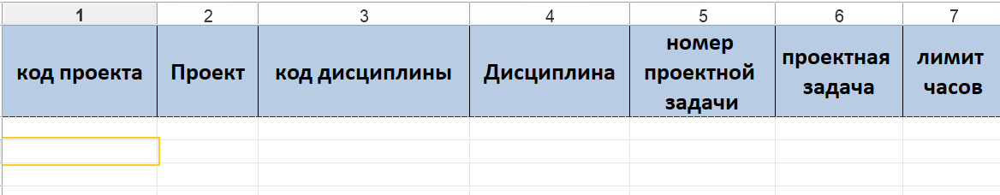 1 2 3 4 5 6 7
код проекта Проект код дисциплины Дисциплина номер проектной задачи проектная задача лимит часов